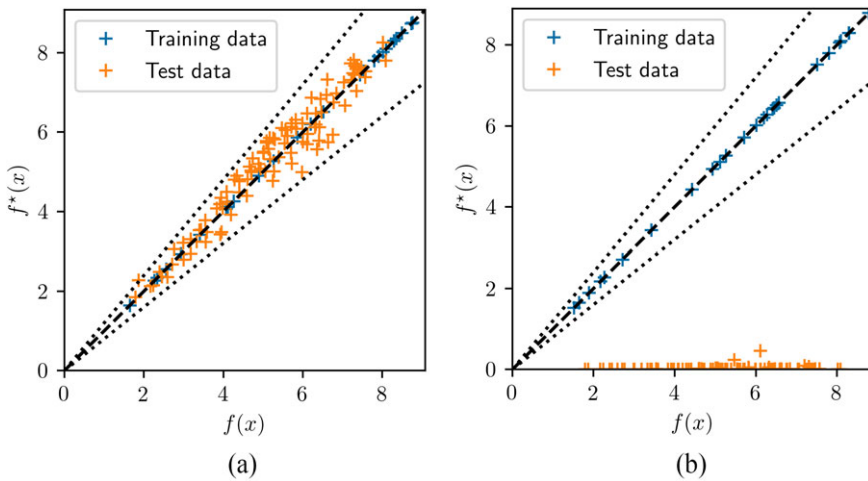 Training data
Test data
8
6
4
2
0
f*(x)
0 2 4 6 8
f(x)
(a)
Training data
Test data
8
6
4
2
0
f*(x)
0 2 4 6 8
f(x)
(b)